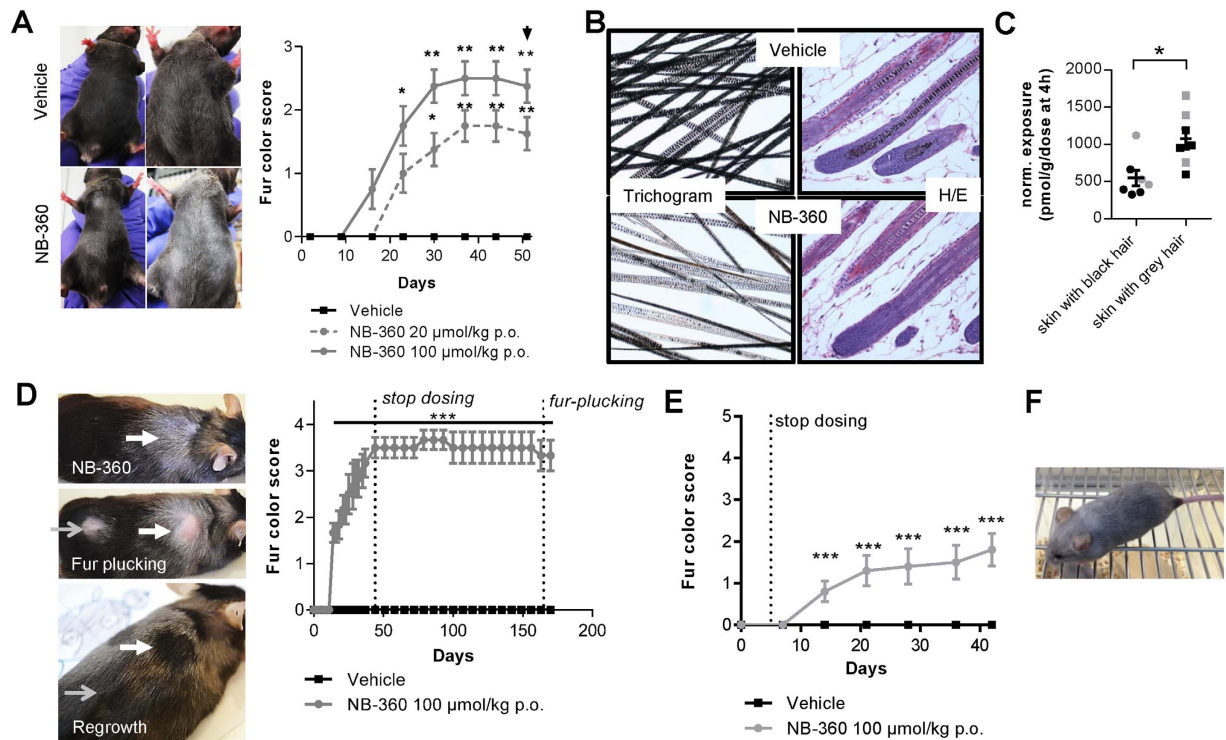 A
Vehicle
NB-360
Fur color score
3
2
1
0
0
10
20
30
40
50
*
**
**
**
**
*
**
**
**
Days
Vehicle
NB-360 20 µmol/kg p.o.
NB-360 100 µmol/kg p.o.
B
Vehicle
Trichogram
H/E
NB-360
C
*
norm. exposure
(pmol/g/dose at 4h)
2000
1500
1000
500
0
skin with black hair
skin with grey hair
D
NB-360
Fur plucking
Regrowth
stop dosing
fur-plucking
***
Fur color score
4
3
2
1
0
0
50
100
150
200
Days
Vehicle
NB-360 100 µmol/kg p.o.
E
stop dosing
Fur color score
5
4
3
2
1
0
***
***
***
***
***
0
10
20
30
40
Days
Vehicle
NB-360 100 µmol/kg p.o.
F